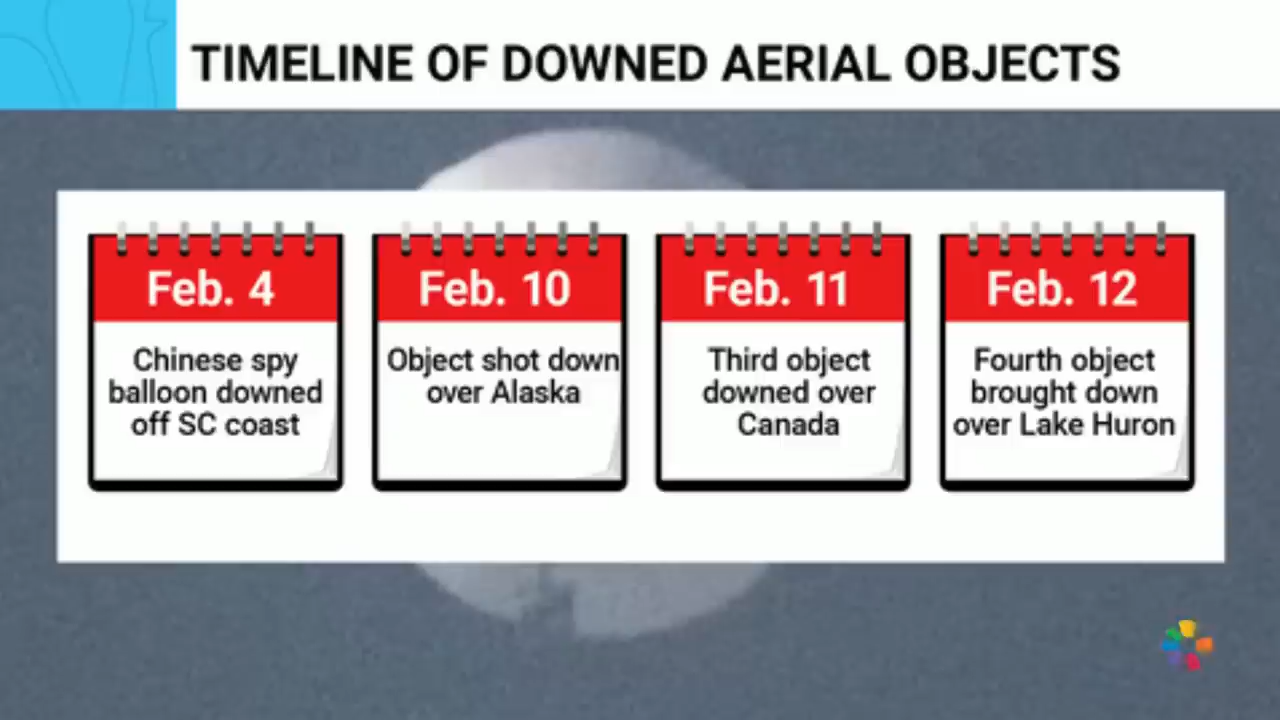 TIMELINE OF DOWNED AERIAL OBJECTS
Feb. 4
Chinese spy
balloon downed
off SC coast
Feb. 10
Object shot down
over Alaska
Feb. 11
Third object
downed over
Canada
Feb. 12
Fourth object
brought down
over Lake Huron